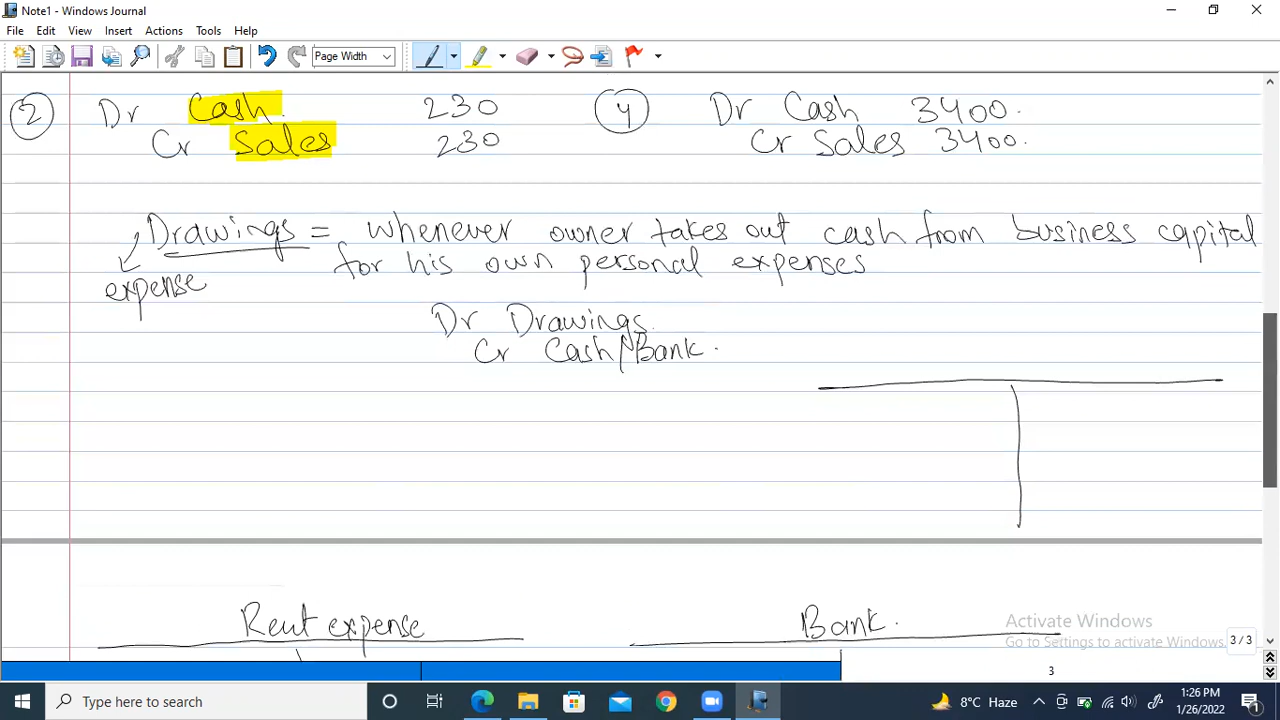 Note1 - Windows Journal
File Edit View Insert Actions Tools Help
Page Width
2 Dr Cash. 230
Cr Sales 230
4 Dr Cash 3400.
Cr Sales 3400.
Drawings = whenever owner takes out cash from business capital
for his own personal expenses
expense
Dr Drawings.
Cr Cash/Bank.
Rent expense
Bank.
Activate Windows
Go to Settings to activate Windows.
3 / 3
3
Type here to search
8°C Haze
1:26 PM
1/26/2022
1